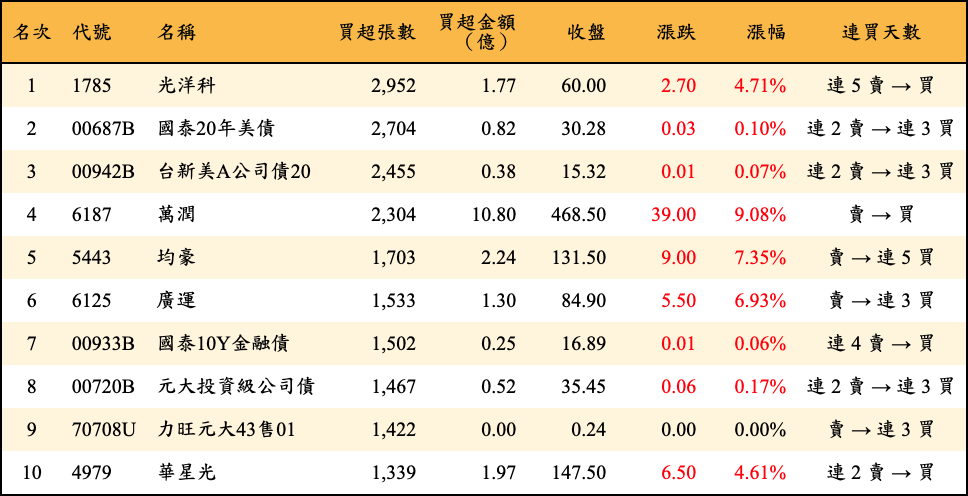 名次 代號 名稱 買超張數 買超金額（億） 收盤 漲跌 漲幅 連買天數
1 1785 光洋科 2,952 1.77 60.00 2.70 4.71% 連 5 賣 → 買
2 00687B 國泰20年美債 2,704 0.82 30.28 0.03 0.10% 連 2 賣 → 連 3 買
3 00942B 台新美A公司債20 2,455 0.38 15.32 0.01 0.07% 連 2 賣 → 連 3 買
4 6187 萬潤 2,304 10.80 468.50 39.00 9.08% 賣 → 買
5 5443 均豪 1,703 2.24 131.50 9.00 7.35% 賣 → 連 5 買
6 6125 廣運 1,533 1.30 84.90 5.50 6.93% 賣 → 連 3 買
7 00933B 國泰10Y金融債 1,502 0.25 16.89 0.01 0.06% 連 4 賣 → 買
8 00720B 元大投資級公司債 1,467 0.52 35.45 0.06 0.17% 連 2 賣 → 連 3 買
9 70708U 力旺元大43售01 1,422 0.00 0.24 0.00 0.00% 賣 → 連 3 買
10 4979 華星光 1,339 1.97 147.50 6.50 4.61% 連 2 賣 → 買